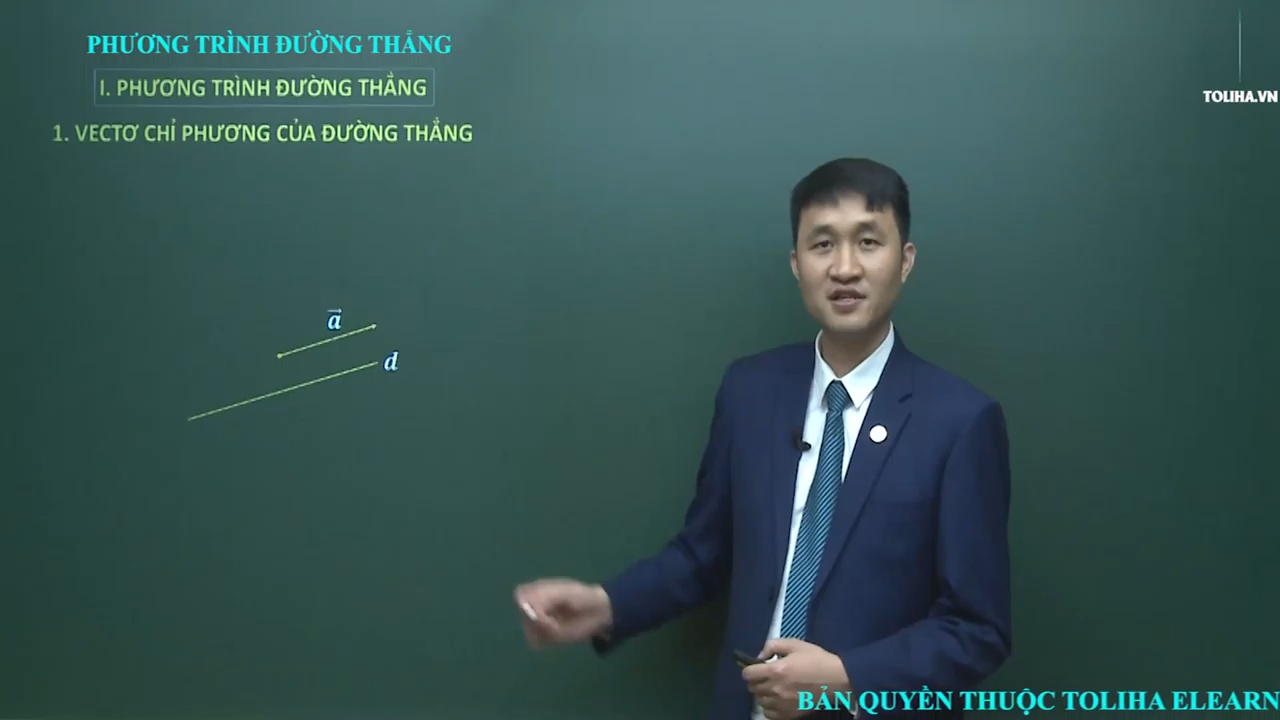 PHƯƠNG TRÌNH ĐƯỜNG THẲNG
I. PHƯƠNG TRÌNH ĐƯỜNG THẲNG
TOLIHA.VN
1. VECTƠ CHỈ PHƯƠNG CỦA ĐƯỜNG THẲNG
a⃗
d
BẢN QUYỀN THUỘC TOLIHA ELEARN